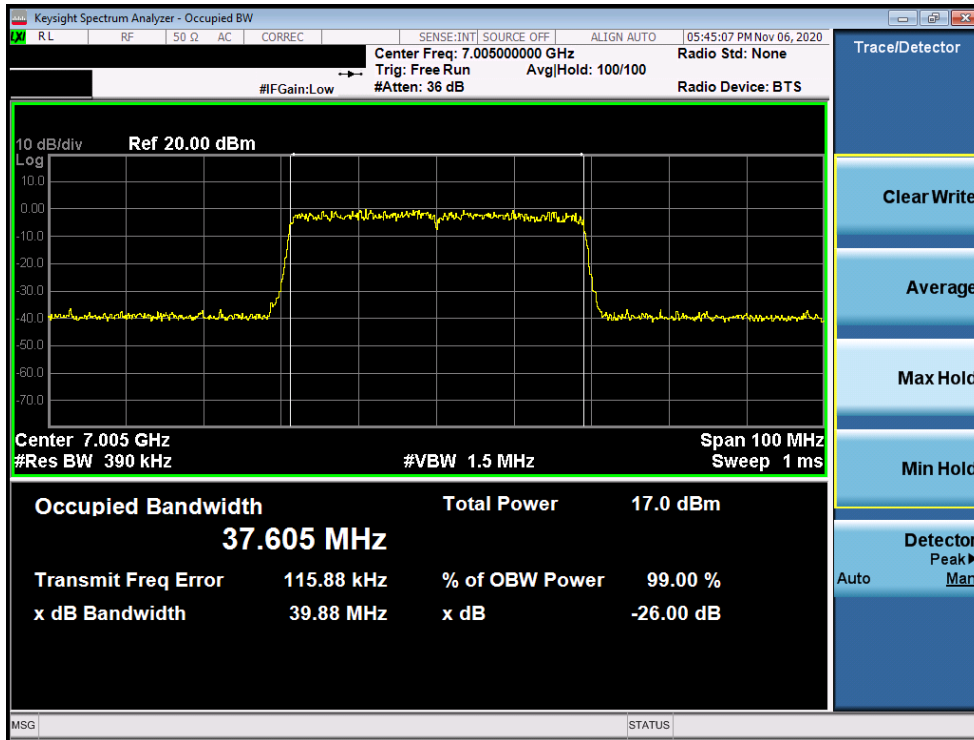 Keysight Spectrum Analyzer - Occupied BW
LXI RL RF 50 Ω AC CORREC SENSE:INT SOURCE OFF ALIGN AUTO 05:45:07 PM Nov 06, 2020
Center Freq: 7.005000000 GHz Radio Std: None
Trig: Free Run Avg|Hold: 100/100
#IFGain:Low #Atten: 36 dB Radio Device: BTS
10 dB/div Ref 20.00 dBm
Log
10.0
0.00
-10.0
-20.0
-30.0
-40.0
-50.0
-60.0
-70.0
Center 7.005 GHz Span 100 MHz
#Res BW 390 kHz #VBW 1.5 MHz Sweep 1 ms
Occupied Bandwidth Total Power 17.0 dBm
37.605 MHz
Transmit Freq Error 115.88 kHz % of OBW Power 99.00 %
x dB Bandwidth 39.88 MHz x dB -26.00 dB
MSG STATUS
Trace/Detector
Clear Write
Average
Max Hold
Min Hold
Detector
Peak▶
Auto Man